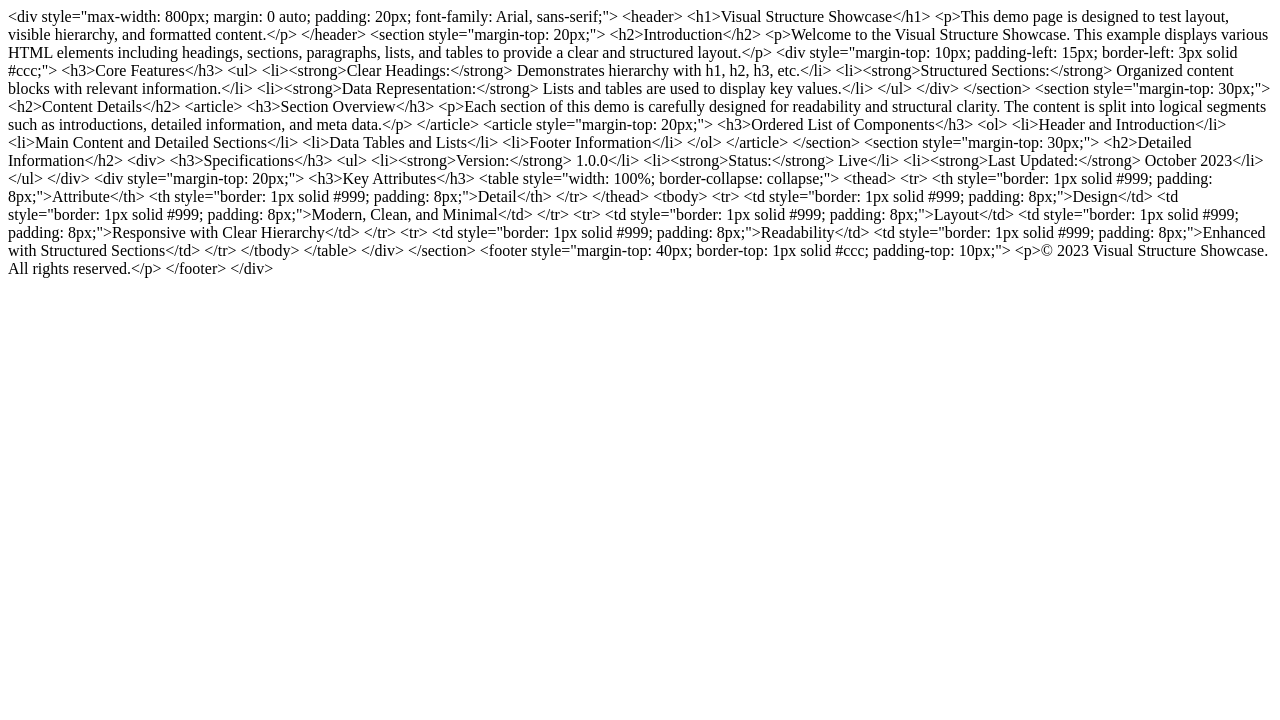 <div style="max-width: 800px; margin: 0 auto; padding: 20px; font-family: Arial, sans-serif;"> <header> <h1>Visual Structure Showcase</h1> <p>This demo page is designed to test layout,
visible hierarchy, and formatted content.</p> </header> <section style="margin-top: 20px;"> <h2>Introduction</h2> <p>Welcome to the Visual Structure Showcase. This example displays various
HTML elements including headings, sections, paragraphs, lists, and tables to provide a clear and structured layout.</p> <div style="margin-top: 10px; padding-left: 15px; border-left: 3px solid
#ccc;"> <h3>Core Features</h3> <ul> <li><strong>Clear Headings:</strong> Demonstrates hierarchy with h1, h2, h3, etc.</li> <li><strong>Structured Sections:</strong> Organized content
blocks with relevant information.</li> <li><strong>Data Representation:</strong> Lists and tables are used to display key values.</li> </ul> </div> </section> <section style="margin-top: 30px;">
<h2>Content Details</h2> <article> <h3>Section Overview</h3> <p>Each section of this demo is carefully designed for readability and structural clarity. The content is split into logical segments
such as introductions, detailed information, and meta data.</p> </article> <article style="margin-top: 20px;"> <h3>Ordered List of Components</h3> <ol> <li>Header and Introduction</li>
<li>Main Content and Detailed Sections</li> <li>Data Tables and Lists</li> <li>Footer Information</li> </ol> </article> </section> <section style="margin-top: 30px;"> <h2>Detailed
Information</h2> <div> <h3>Specifications</h3> <ul> <li><strong>Version:</strong> 1.0.0</li> <li><strong>Status:</strong> Live</li> <li><strong>Last Updated:</strong> October 2023</li>
</ul> </div> <div style="margin-top: 20px;"> <h3>Key Attributes</h3> <table style="width: 100%; border-collapse: collapse;"> <thead> <tr> <th style="border: 1px solid #999; padding:
8px;">Attribute</th> <th style="border: 1px solid #999; padding: 8px;">Detail</th> </tr> </thead> <tbody> <tr> <td style="border: 1px solid #999; padding: 8px;">Design</td> <td
style="border: 1px solid #999; padding: 8px;">Modern, Clean, and Minimal</td> </tr> <tr> <td style="border: 1px solid #999; padding: 8px;">Layout</td> <td style="border: 1px solid #999;
padding: 8px;">Responsive with Clear Hierarchy</td> </tr> <tr> <td style="border: 1px solid #999; padding: 8px;">Readability</td> <td style="border: 1px solid #999; padding: 8px;">Enhanced
with Structured Sections</td> </tr> </tbody> </table> </div> </section> <footer style="margin-top: 40px; border-top: 1px solid #ccc; padding-top: 10px;"> <p>© 2023 Visual Structure Showcase.
All rights reserved.</p> </footer> </div>